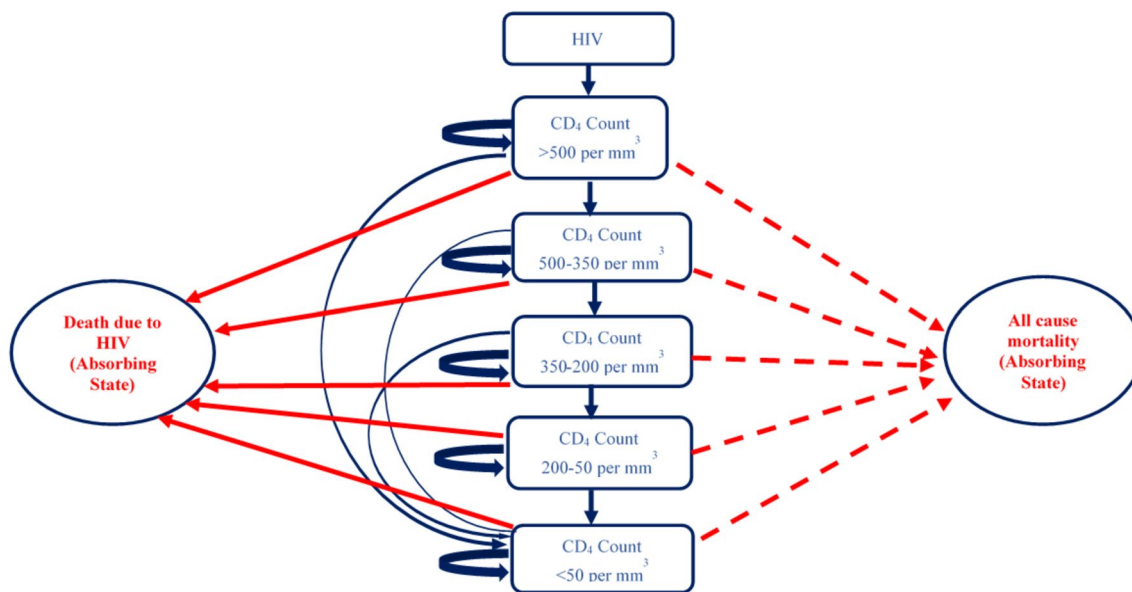 HIV
CD₄ Count
>500 per mm³
CD₄ Count
500-350 per mm³
CD₄ Count
350-200 per mm³
CD₄ Count
200-50 per mm³
CD₄ Count
<50 per mm³
Death due to
HIV
(Absorbing
State)
All cause
mortality
(Absorbing
State)